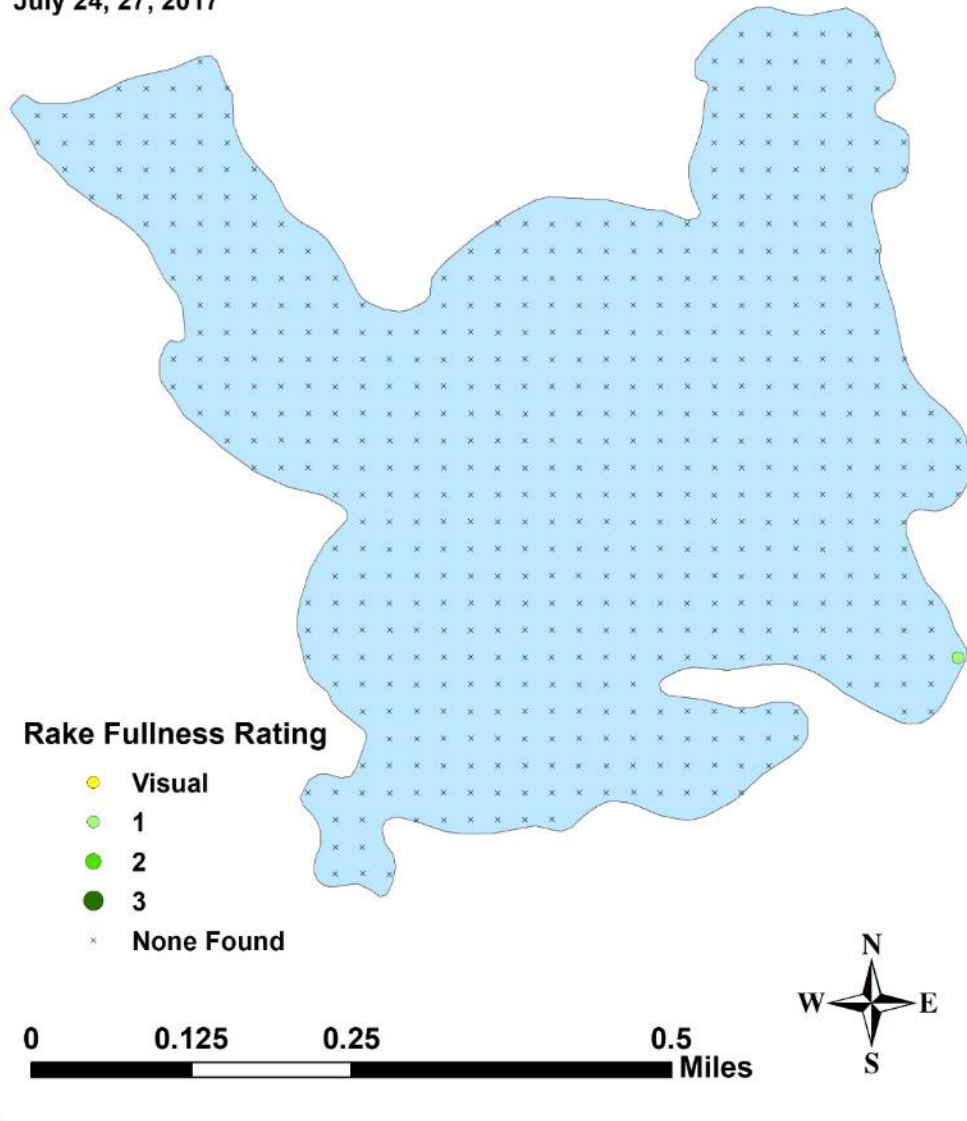 July 24, 27, 2017
Rake Fullness Rating
Visual
1
2
3
None Found
N
W E
S
0 0.125 0.25 0.5
Miles